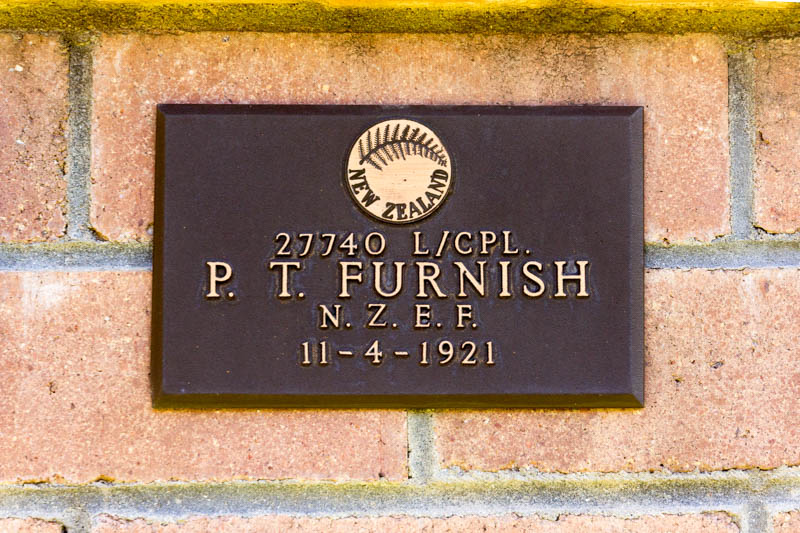 NEW ZEALAND
27740 L/CPL.
P. T. FURNISH
N. Z. E. F.
11-4-1921